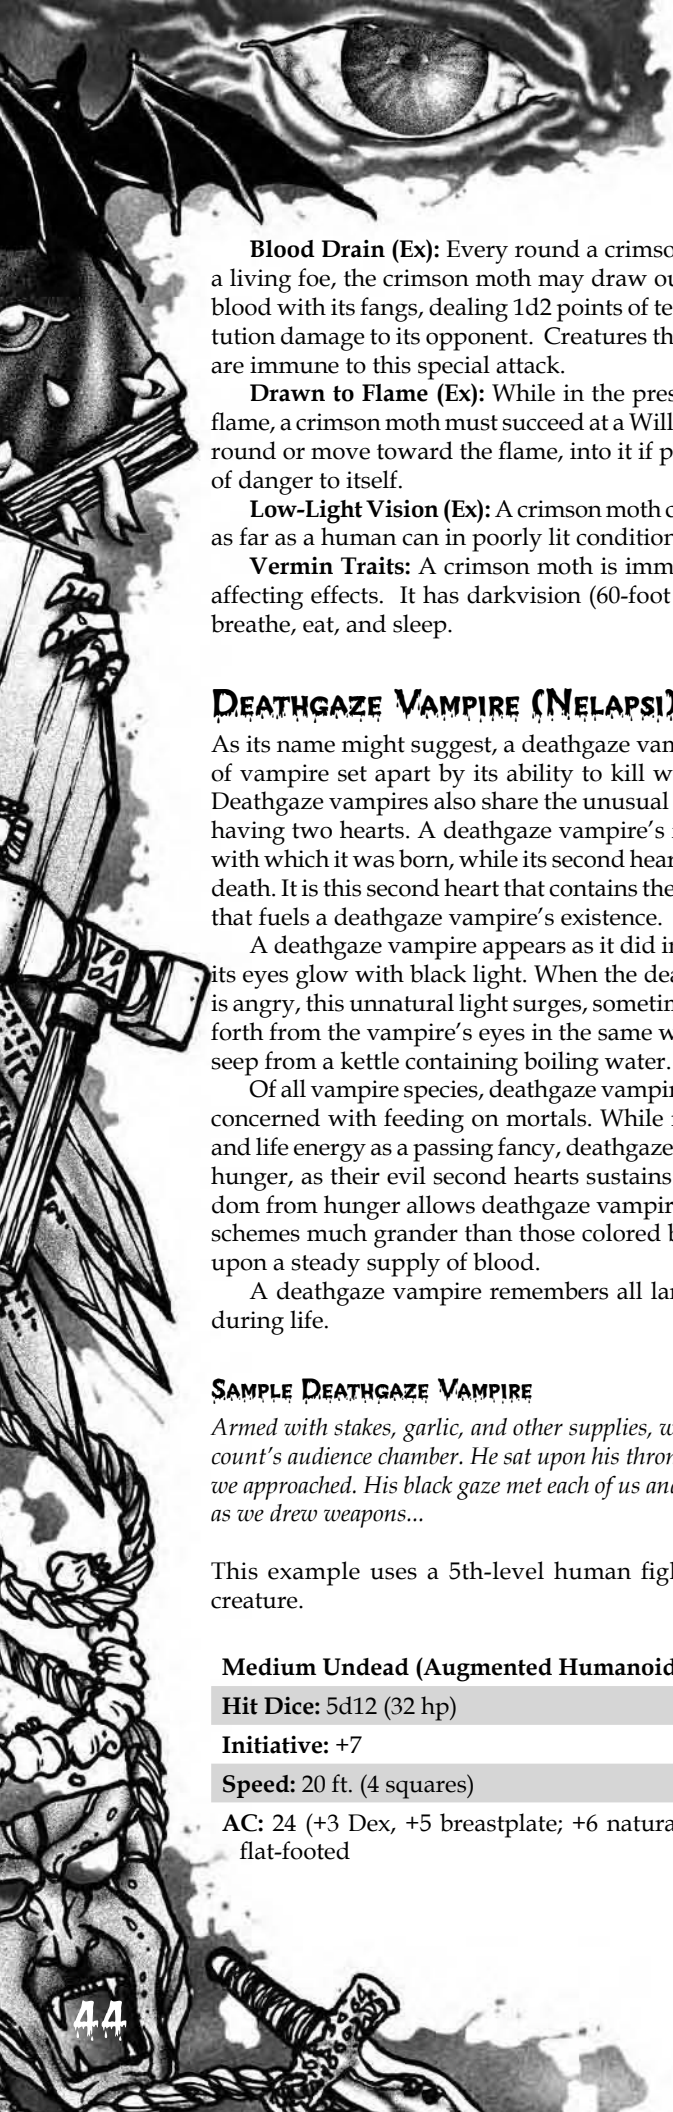 Blood Drain (Ex): Every round a crimso
a living foe, the crimson moth may draw ou
blood with its fangs, dealing 1d2 points of te
tution damage to its opponent. Creatures th
are immune to this special attack.
Drawn to Flame (Ex): While in the pres
flame, a crimson moth must succeed at a Will
round or move toward the flame, into it if p
of danger to itself.
Low-Light Vision (Ex): A crimson moth c
as far as a human can in poorly lit condition
Vermin Traits: A crimson moth is imm
affecting effects. It has darkvision (60-foot
breathe, eat, and sleep.
Deathgaze Vampire (Nelapsi)
As its name might suggest, a deathgaze vam
of vampire set apart by its ability to kill w
Deathgaze vampires also share the unusual
having two hearts. A deathgaze vampire's
with which it was born, while its second hear
death. It is this second heart that contains the
that fuels a deathgaze vampire's existence.
A deathgaze vampire appears as it did in
its eyes glow with black light. When the dea
is angry, this unnatural light surges, sometim
forth from the vampire's eyes in the same w
seep from a kettle containing boiling water.
Of all vampire species, deathgaze vampir
concerned with feeding on mortals. While
and life energy as a passing fancy, deathgaze
hunger, as their evil second hearts sustains
dom from hunger allows deathgaze vampir
schemes much grander than those colored b
upon a steady supply of blood.
A deathgaze vampire remembers all lan
during life.
Sample Deathgaze Vampire
Armed with stakes, garlic, and other supplies, w
count's audience chamber. He sat upon his thron
we approached. His black gaze met each of us and
as we drew weapons...
This example uses a 5th-level human figh
creature.
Medium Undead (Augmented Humanoid
Hit Dice: 5d12 (32 hp)
Initiative: +7
Speed: 20 ft. (4 squares)
AC: 24 (+3 Dex, +5 breastplate; +6 natura
flat-footed
44